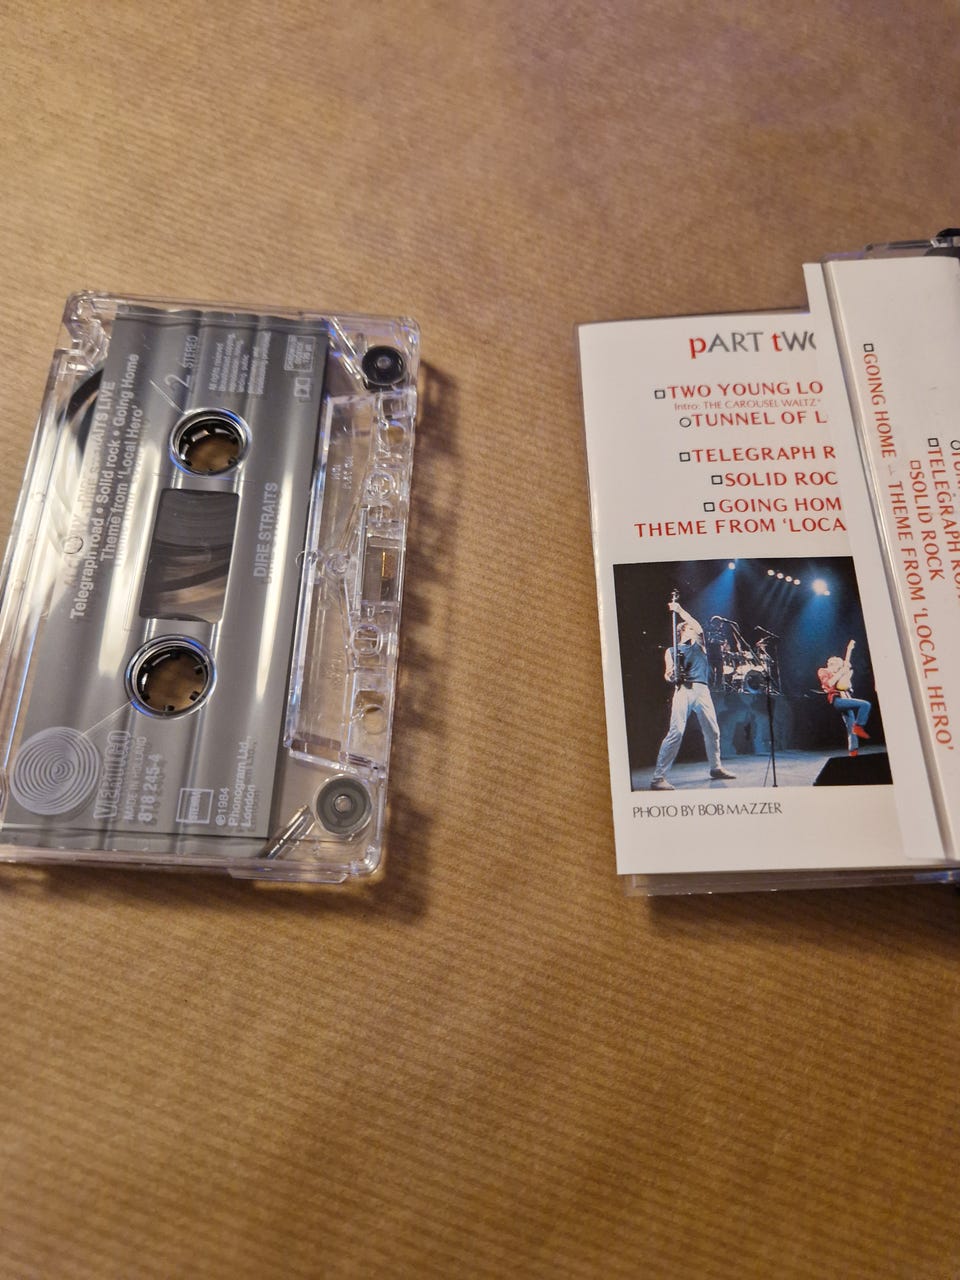 2
STEREO
DIRE STRAITS LIVE
Telegraph road • Solid rock • Going Home
Theme from 'Local Hero'
DIRE STRAITS
VERTIGO
MADE IN HOLLAND
818 245-4
STEMRA
℗1984
Phonogram Ltd.,
London
pART tWO
TWO YOUNG LO
Intro: THE CAROUSEL WALTZ*
TUNNEL OF L
TELEGRAPH R
SOLID ROC
GOING HOM
THEME FROM 'LOCA
PHOTO BY BOB MAZZER
TELEGRAPH ROA
SOLID ROCK
GOING HOME — THEME FROM 'LOCAL HERO'